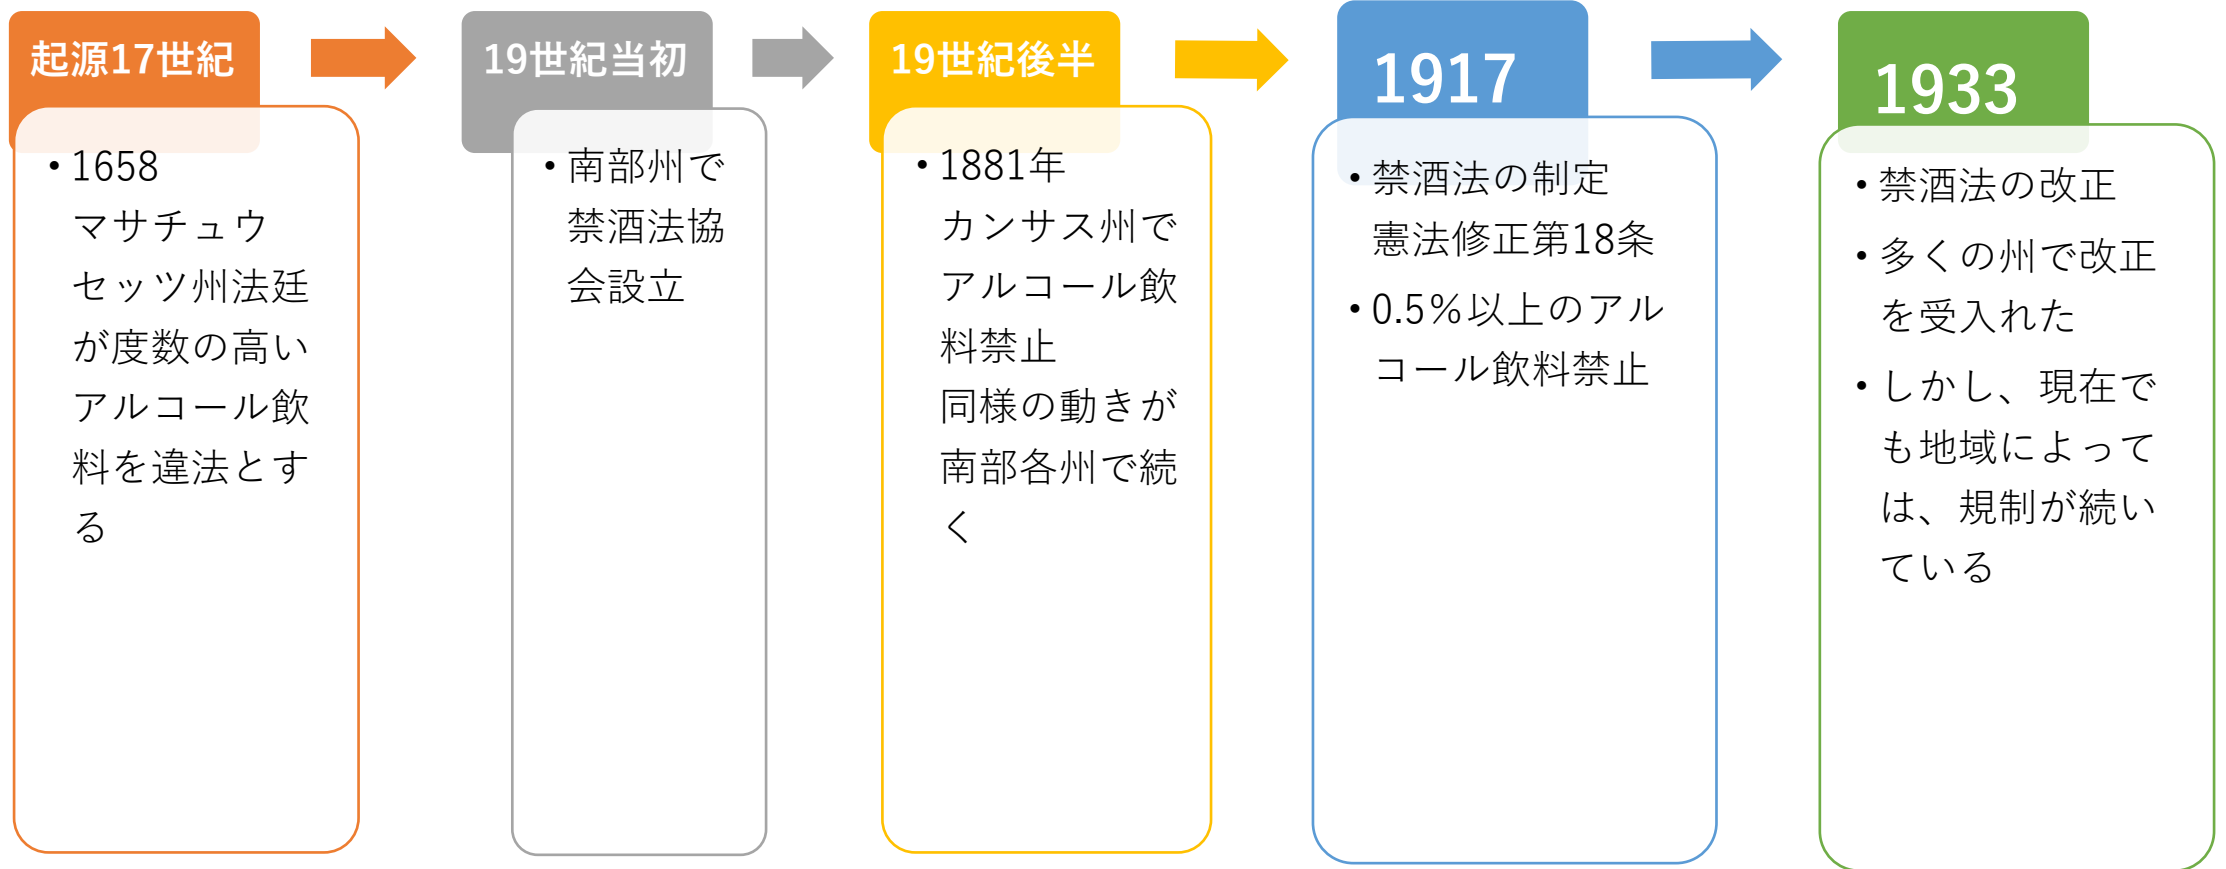 起源17世紀
• 1658
マサチュウ
セッツ州法廷
が度数の高い
アルコール飲
料を違法とす
る
19世紀当初
• 南部州で
禁酒法協
会設立
19世紀後半
• 1881年
カンサス州で
アルコール飲
料禁止
同様の動きが
南部各州で続
く
1917
• 禁酒法の制定
憲法修正第18条
• 0.5%以上のアル
コール飲料禁止
1933
• 禁酒法の改正
• 多くの州で改正
を受入れた
• しかし、現在で
も地域によって
は、規制が続い
ている